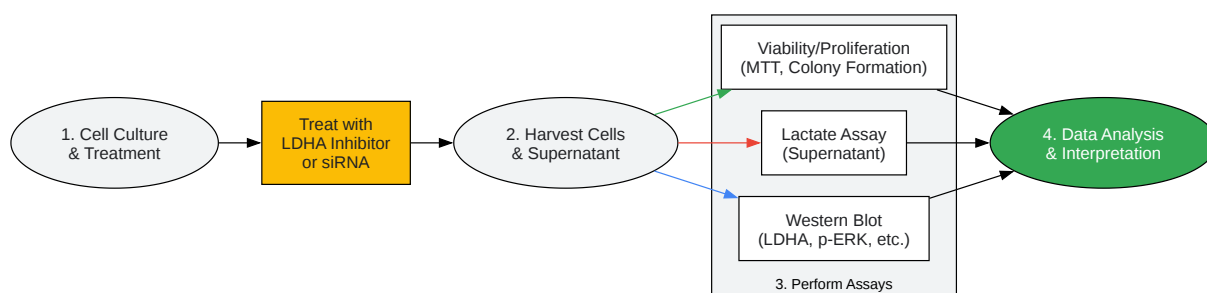 1. Cell Culture
& Treatment
Treat with
LDHA Inhibitor
or siRNA
2. Harvest Cells
& Supernatant
Viability/Proliferation
(MTT, Colony Formation)
Lactate Assay
(Supernatant)
Western Blot
(LDHA, p-ERK, etc.)
3. Perform Assays
4. Data Analysis
& Interpretation